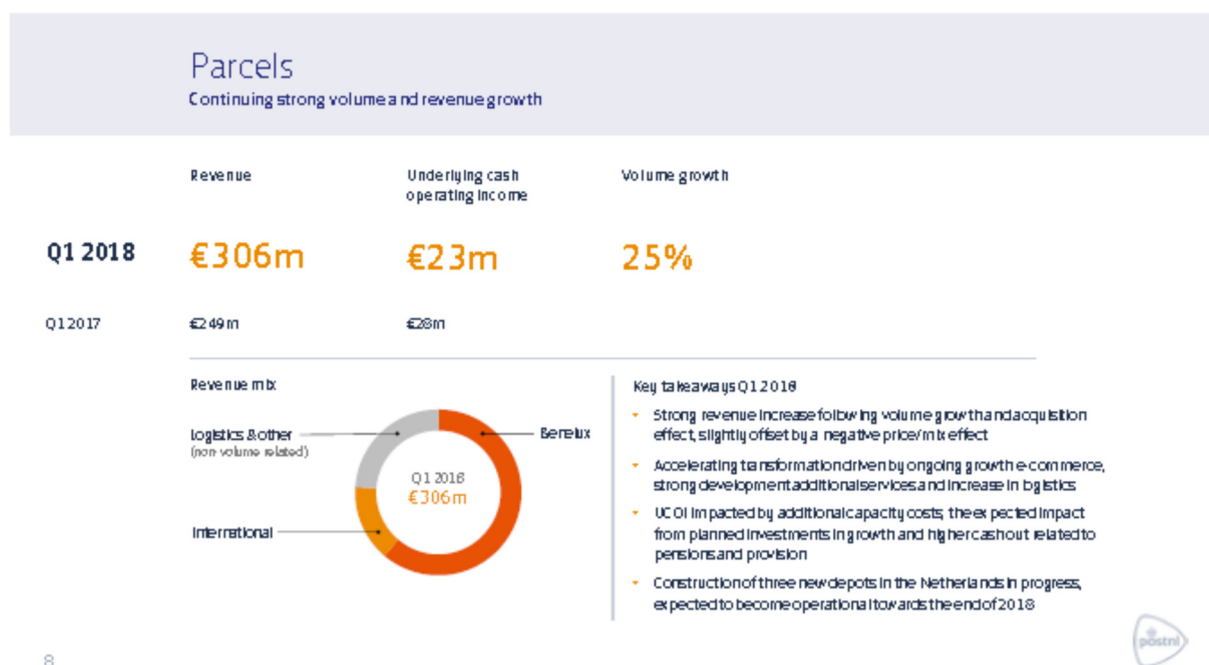 Parcels
Continuing strong volume and revenue growth
Revenue
Underlying cash
operating income
Volume growth
Q1 2018
€306m
€23m
25%
Q1 2017
€249m
€28m
Revenue mix
Logistics & other
(non-volume related)
Benelux
Q1 2018
€306m
International
Key takeaways Q1 2018
Strong revenue increase following volume growth and acquisition
effect, slightly offset by a negative price/mix effect
Accelerating transformation driven by ongoing growth e-commerce,
strong development additional services and increase in logistics
UCOI impacted by additional capacity costs, the expected impact
from planned investments in growth and higher cash out related to
pensions and provision
Construction of three new depots in the Netherlands in progress,
expected to become operational towards the end of 2018
postnl
8